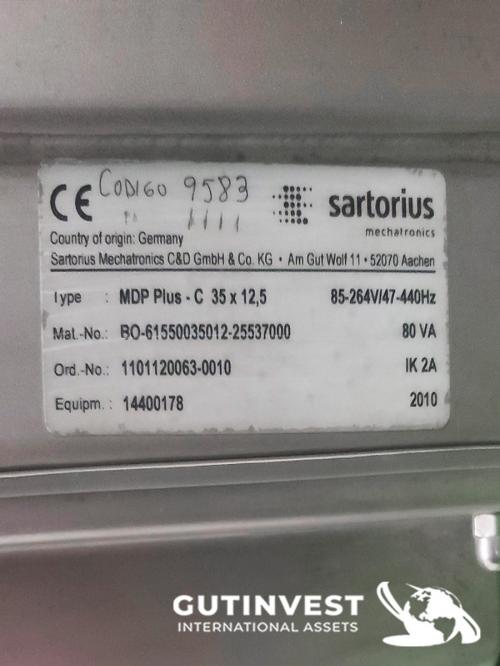 CE CODIGO 9583
sartorius
mechatronics
Country of origin: Germany
Sartorius Mechatronics C&D GmbH & Co. KG • Am Gut Wolf 11 • 52070 Aachen
Type : MDP Plus - C 35 x 12,5 85-264V/47-440Hz
Mat.-No.: BO-61550035012-25537000 80 VA
Ord.-No.: 1101120063-0010 IK 2A
Equipm. : 14400178 2010
GUTINVEST
INTERNATIONAL ASSETS